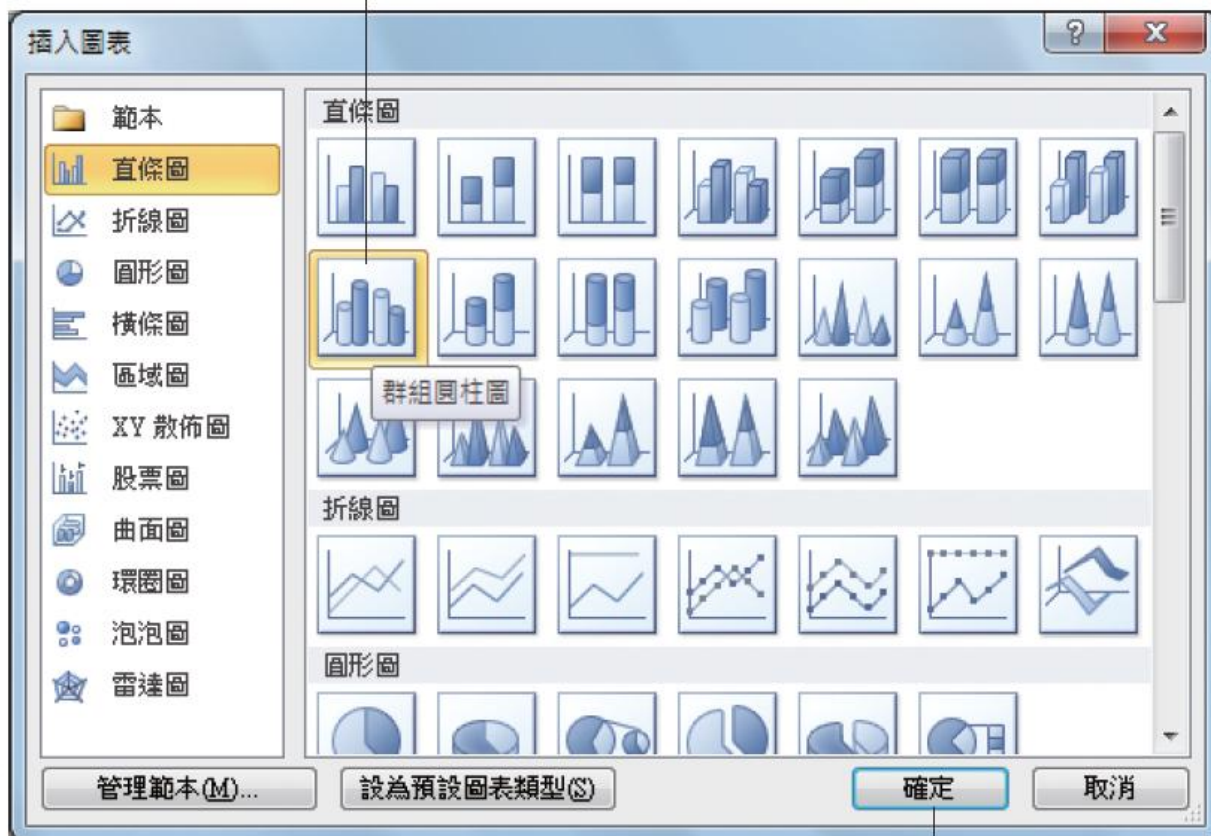 插入圖表
範本
直條圖
折線圖
圓形圖
橫條圖
區域圖
XY 散佈圖
股票圖
曲面圖
環圈圖
泡泡圖
雷達圖
直條圖
群組圓柱圖
折線圖
圓形圖
管理範本(M)...
設為預設圖表類型(S)
確定
取消